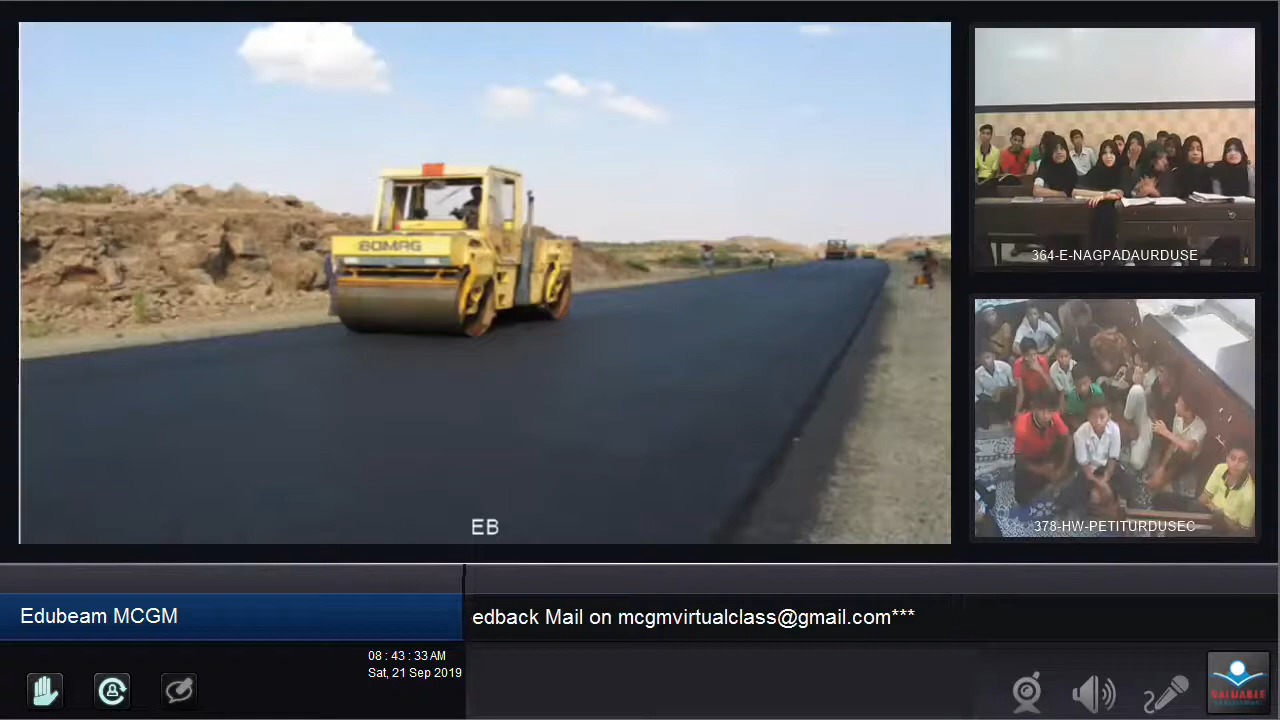 BOMAG
EB
364-E-NAGPADAURDUSE
378-HW-PETITURDUSEC
Edubeam MCGM
edback Mail on mcgmvirtualclass@gmail.com***
08 : 43 : 33 AM
Sat, 21 Sep 2019
VALUABLE